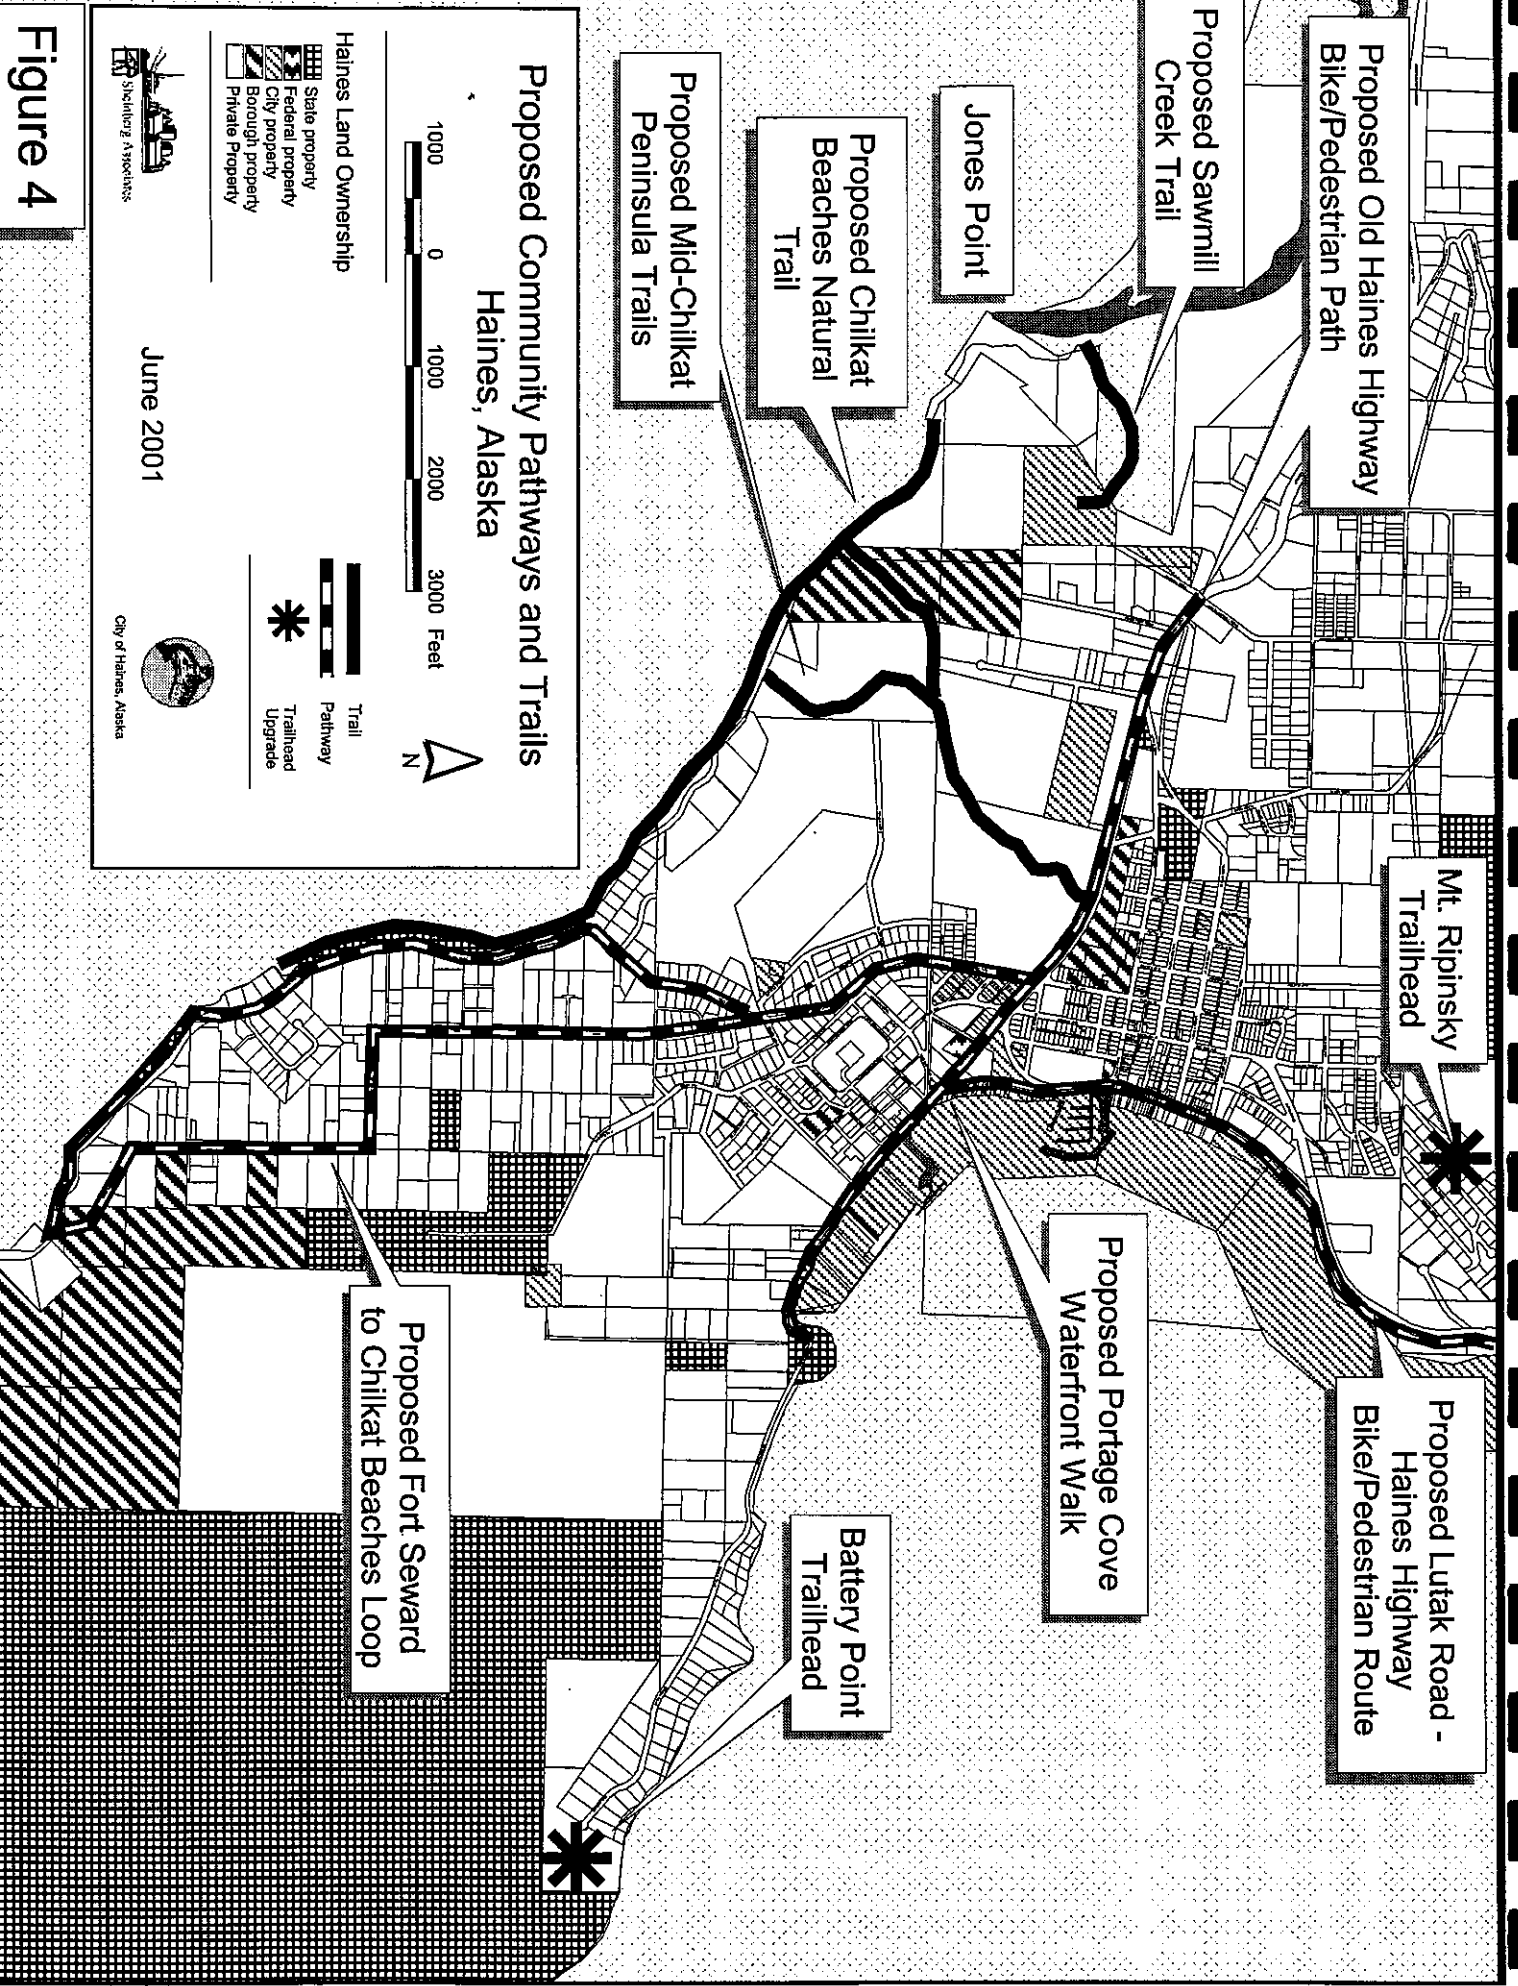 Proposed Old Haines Highway
Bike/Pedestrian Path
Proposed Sawmill
Creek Trail
Jones Point
Proposed Chilkat
Beaches Natural
Trail
Proposed Mid-Chilkat
Peninsula Trails
Mt. Ripinsky
Trailhead
Proposed Lutak Road -
Haines Highway
Bike/Pedestrian Route
Proposed Portage Cove
Waterfront Walk
Battery Point
Trailhead
Proposed Fort Seward
to Chilkat Beaches Loop
Proposed Community Pathways and Trails
Haines, Alaska
1000 0 1000 2000 3000 Feet
N
Haines Land Ownership
State property
Federal property
City property
Borough property
Private Property
Trail
Pathway
Trailhead
Upgrade
Sheinberg Associates
June 2001
City of Haines, Alaska
Figure 4